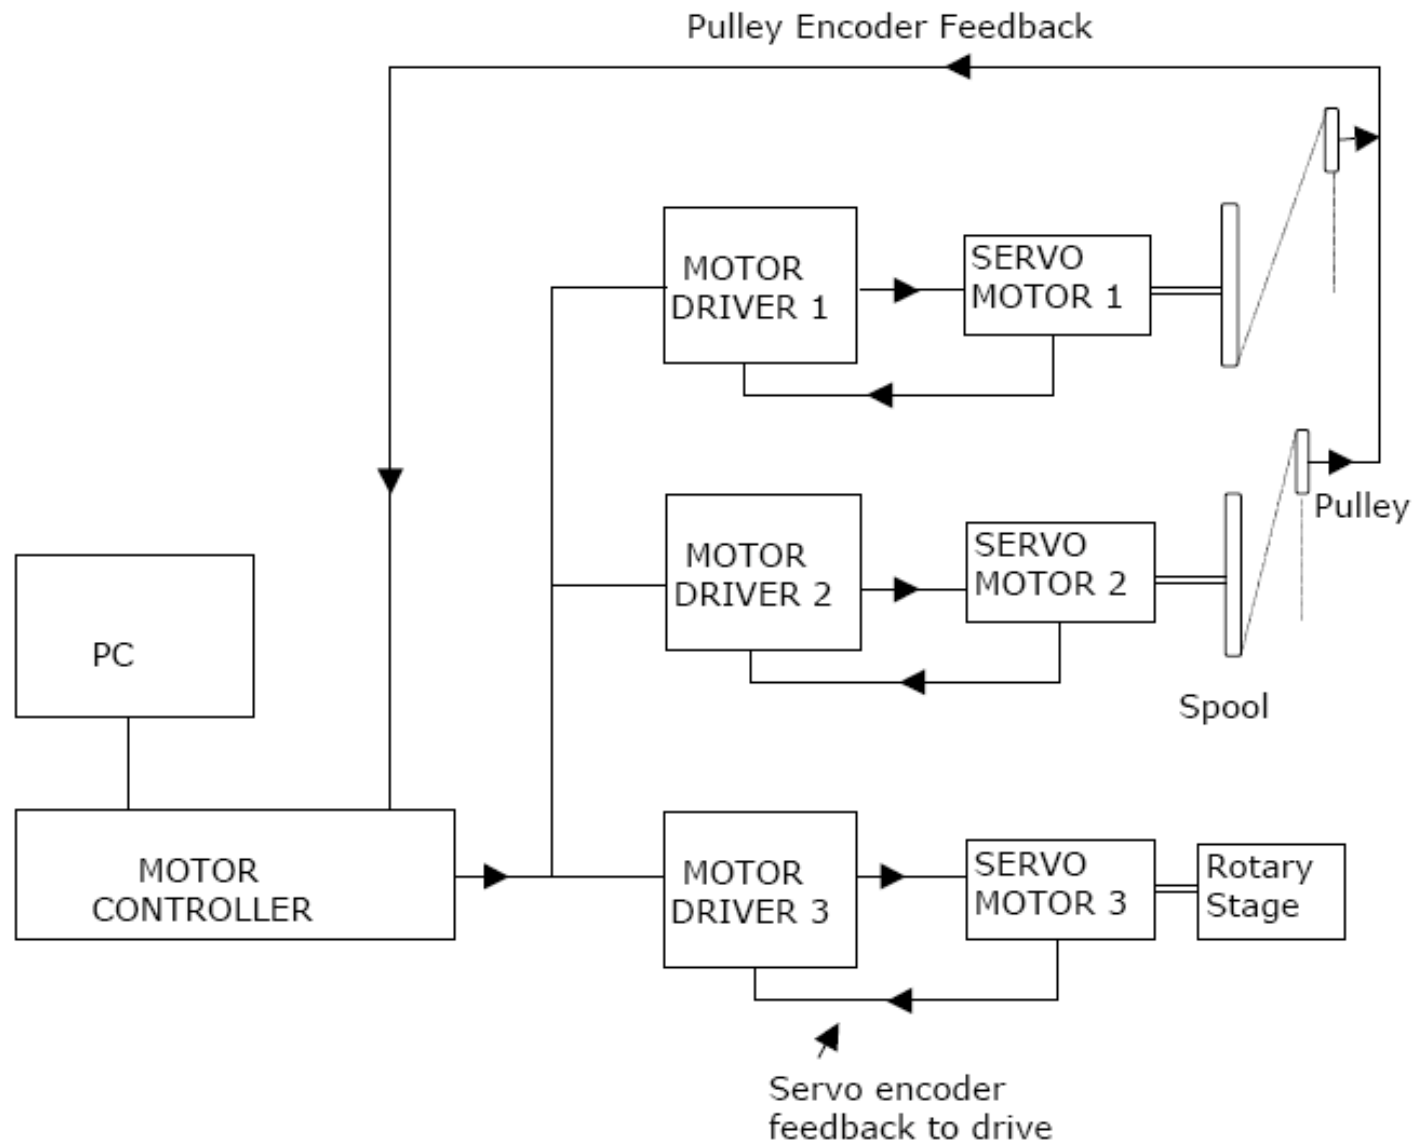 Pulley Encoder Feedback
MOTOR
DRIVER 1
SERVO
MOTOR 1
MOTOR
DRIVER 2
SERVO
MOTOR 2
Pulley
PC
Spool
MOTOR
CONTROLLER
MOTOR
DRIVER 3
SERVO
MOTOR 3
Rotary
Stage
Servo encoder
feedback to drive